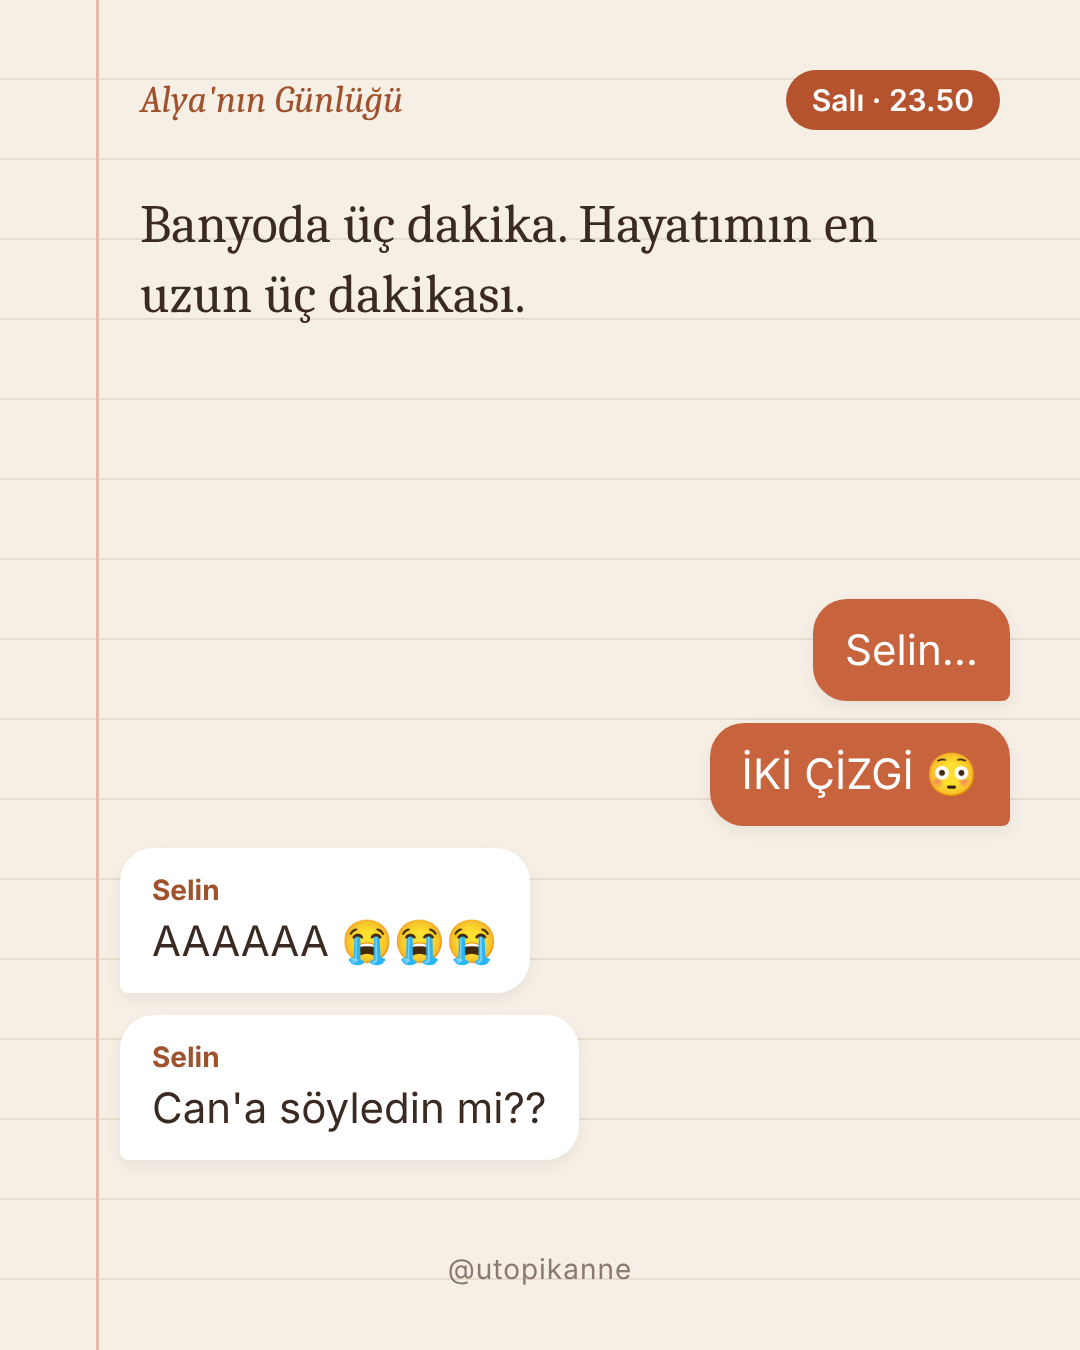 Alya'nın Günlüğü
Salı · 23.50
Banyoda üç dakika. Hayatımın en
uzun üç dakikası.
Selin...
İKİ ÇİZGİ 😳
Selin
AAAAAA 😭😭😭
Selin
Can'a söyledin mi??
@utopikanne